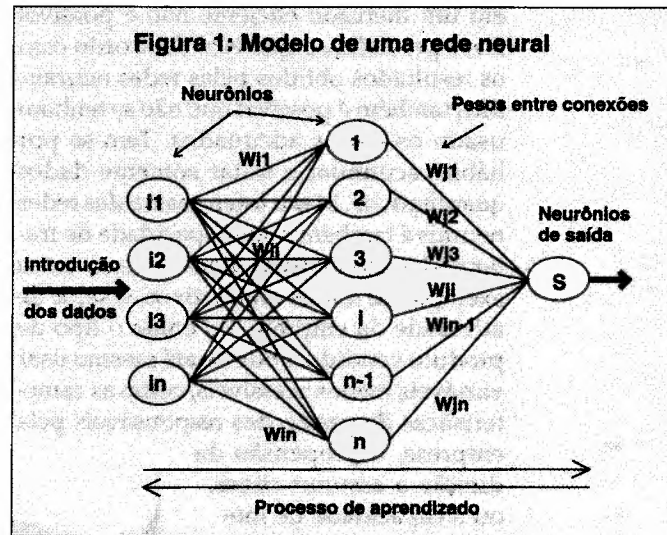 Figura 1: Modelo de uma rede neural
Neurônios
Pesos entre conexões
Wi1
Wii
Win
i1
i2
i3
in
1
2
3
i
n-1
n
Wj1
Wj2
Wj3
Wji
Win-1
Wjn
Neurônios
de saída
S
Introdução
dos dados
Processo de aprendizado